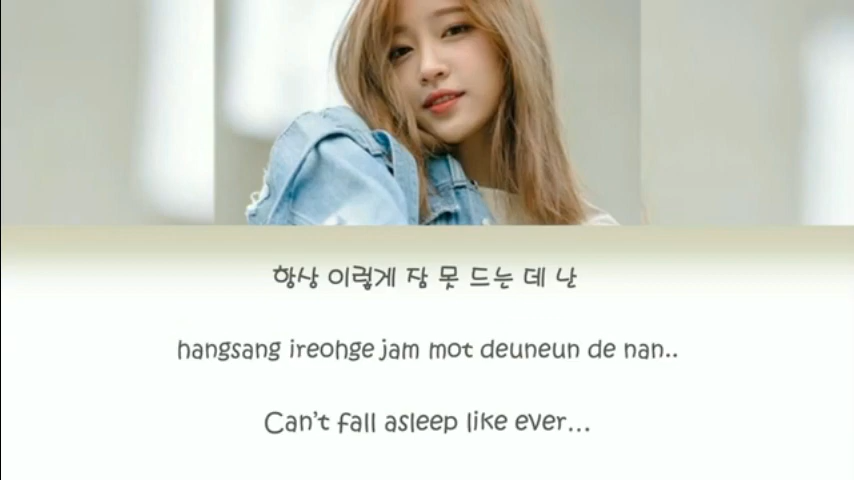 항상 이렇게 잠 못 드는 데 난
hangsang ireohge jam mot deuneun de nan..
Can't fall asleep like ever...